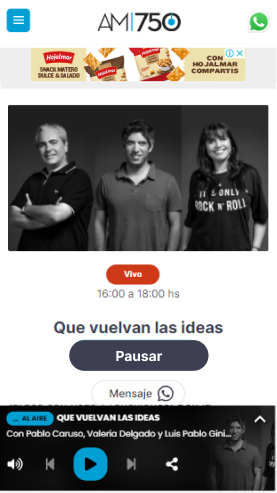 AM750
Hojalmar
SNACK MATERO
DULCE & SALADO
CON
HOJALMAR
COMPARTIS
IT'S ONLY
ROCK N' ROLL
Vivo
16:00 a 18:00 hs
Que vuelvan las ideas
Pausar
Mensaje
... AL AIRE QUE VUELVAN LAS IDEAS
Con Pablo Caruso, Valeria Delgado y Luis Pablo Gini...